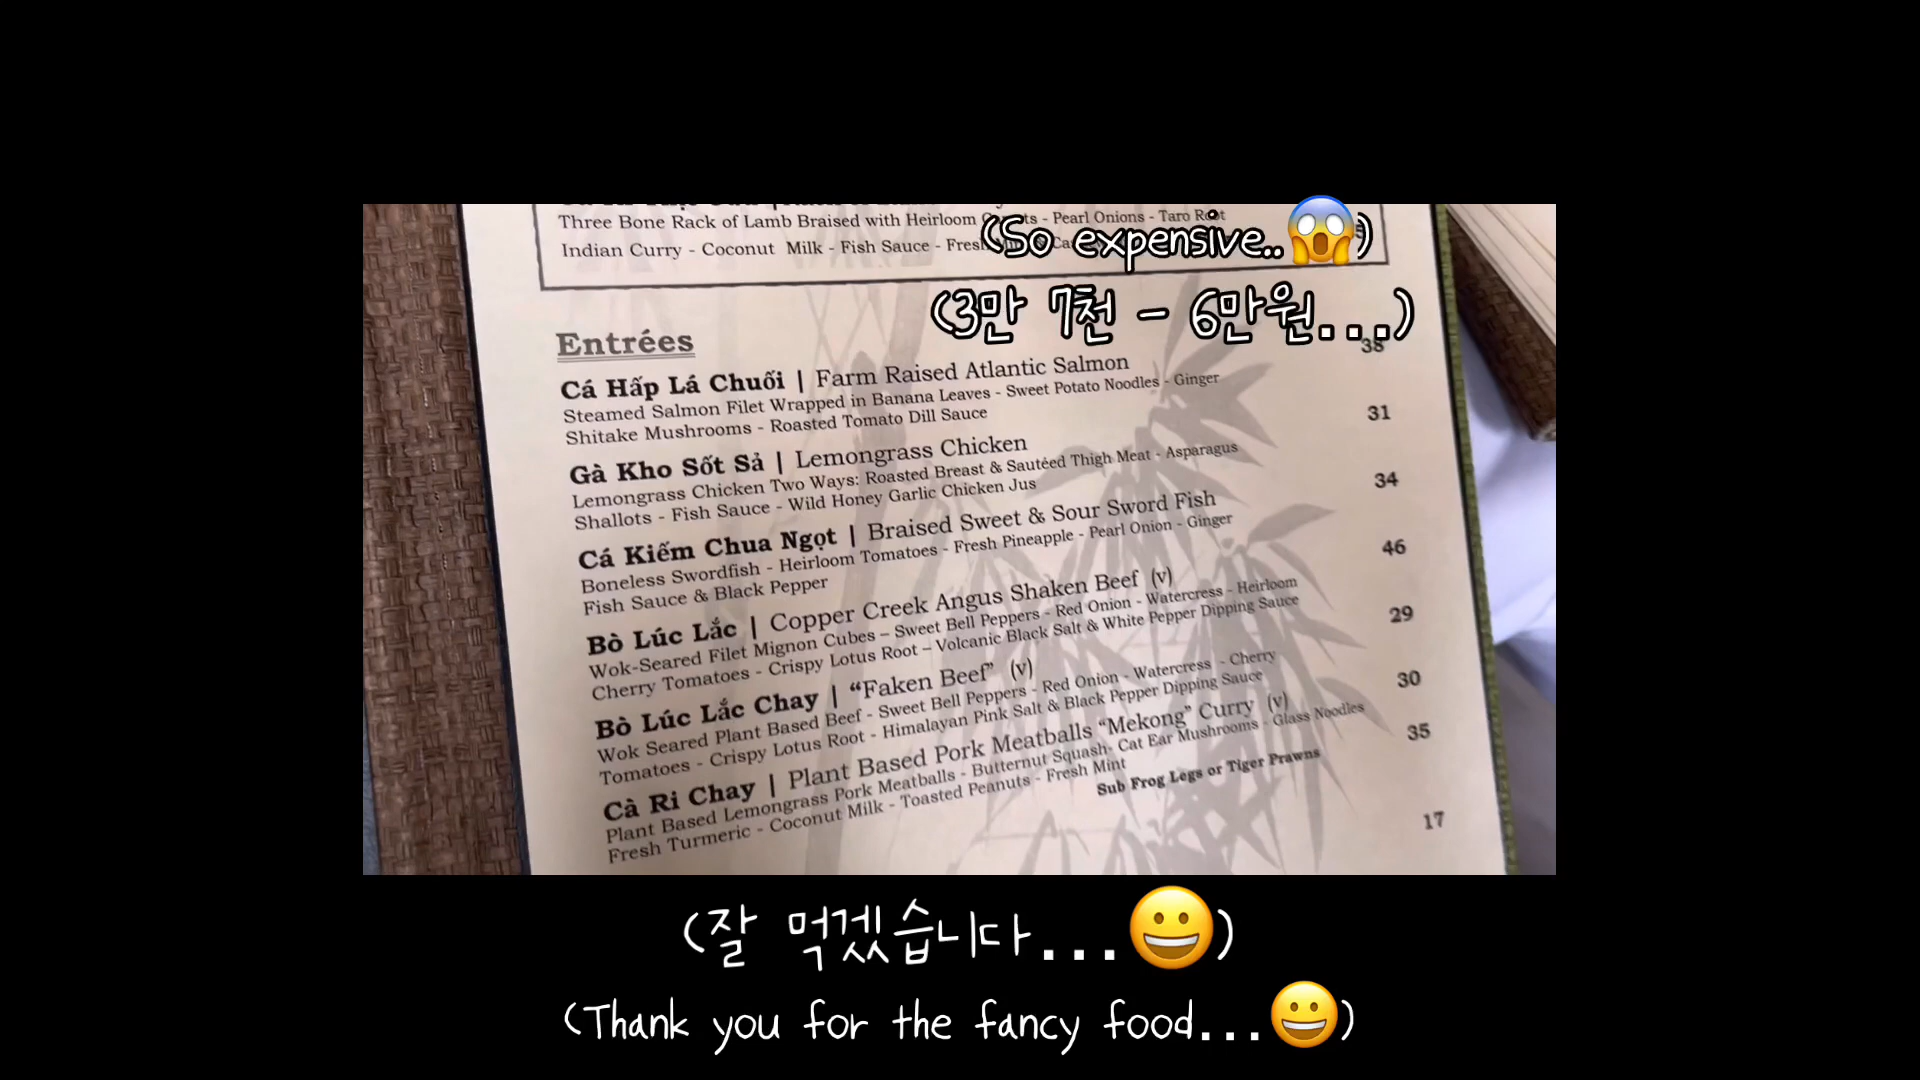 Three Bone Rack of Lamb Braised with Heirloom - Pearl Onions - Taro Root
Indian Curry - Coconut Milk - Fish Sauce -
(So expensive..😱)
(3만 7천 - 6만원...)
Entrées
38
Cá Hấp Lá Chuối | Farm Raised Atlantic Salmon
Steamed Salmon Filet Wrapped in Banana Leaves - Sweet Potato Noodles - Ginger
Shitake Mushrooms - Roasted Tomato Dill Sauce
31
Gà Kho Sốt Sả | Lemongrass Chicken
Lemongrass Chicken Two Ways: Roasted Breast & Sautéed Thigh Meat - Asparagus
Shallots - Fish Sauce - Wild Honey Garlic Chicken Jus
34
Cá Kiếm Chua Ngọt | Braised Sweet & Sour Sword Fish
Boneless Swordfish - Heirloom Tomatoes - Fresh Pineapple - Pearl Onion - Ginger
Fish Sauce & Black Pepper
46
Bò Lúc Lắc | Copper Creek Angus Shaken Beef (v)
Wok-Seared Filet Mignon Cubes – Sweet Bell Peppers - Red Onion - Watercress - Heirloom
Cherry Tomatoes - Crispy Lotus Root – Volcanic Black Salt & White Pepper Dipping Sauce
29
Bò Lúc Lắc Chay | “Faken Beef” (v)
Wok Seared Plant Based Beef - Sweet Bell Peppers - Red Onion - Watercress - Cherry
Tomatoes - Crispy Lotus Root - Himalayan Pink Salt & Black Pepper Dipping Sauce
30
Cà Ri Chay | Plant Based Pork Meatballs “Mekong” Curry (v)
Plant Based Lemongrass Pork Meatballs - Butternut Squash- Cat Ear Mushrooms - Glass Noodles
Fresh Turmeric - Coconut Milk - Toasted Peanuts - Fresh Mint
35
Sub Frog Legs or Tiger Prawns
17
(잘 먹겠습니다...😀)
(Thank you for the fancy food...😀)